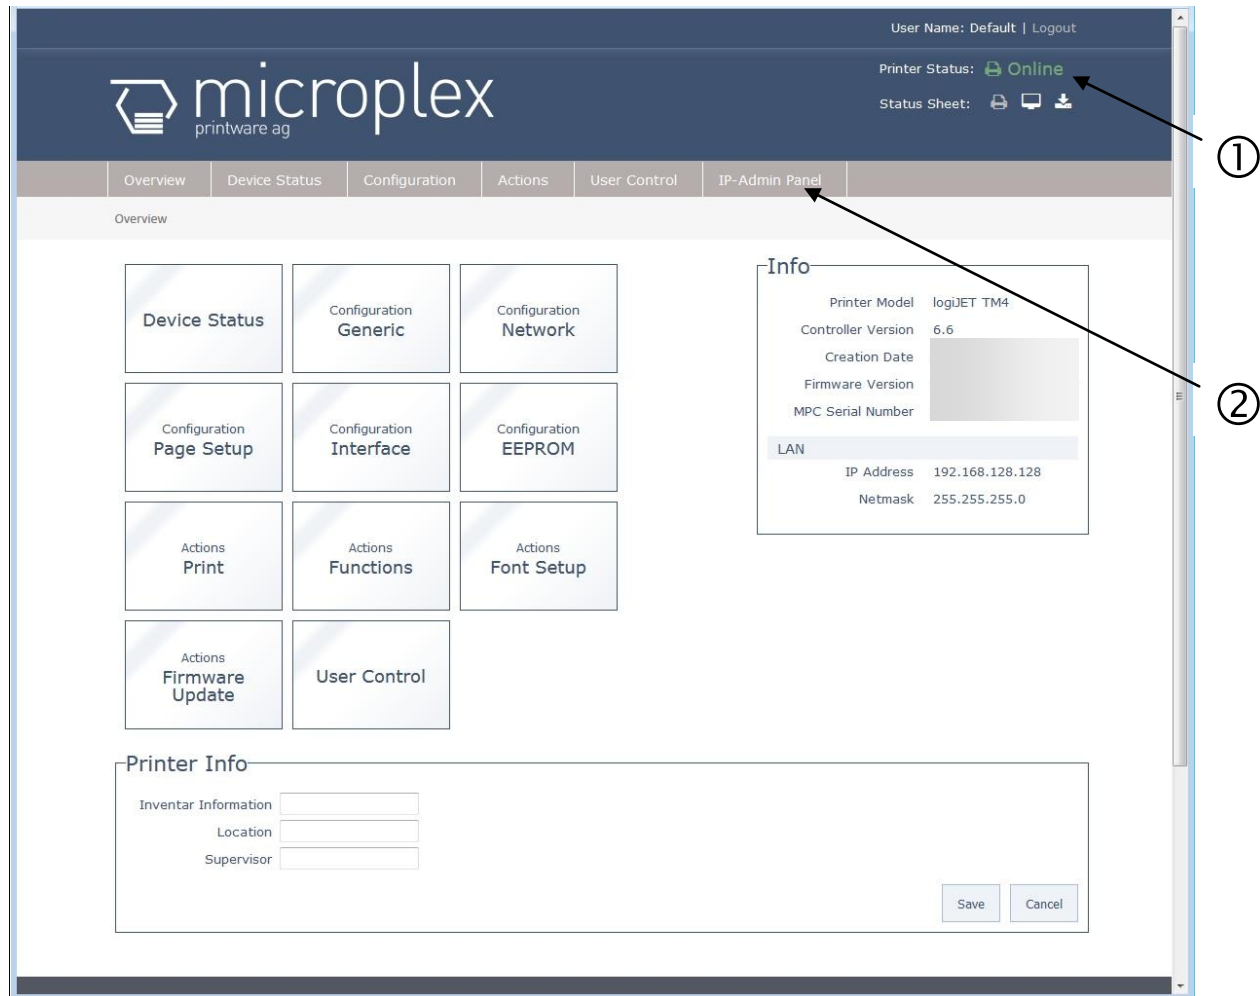 User Name: Default | Logout
microplex
printware ag
Printer Status: Online
Status Sheet:
①
Overview Device Status Configuration Actions User Control IP-Admin Panel
Overview
Device Status
Configuration
Generic
Configuration
Network
Configuration
Page Setup
Configuration
Interface
Configuration
EEPROM
Actions
Print
Actions
Functions
Actions
Font Setup
Actions
Firmware
Update
User Control
Info
Printer Model logiJET TM4
Controller Version 6.6
Creation Date
Firmware Version
MPC Serial Number
LAN
IP Address 192.168.128.128
Netmask 255.255.255.0
②
Printer Info
Inventar Information
Location
Supervisor
Save Cancel